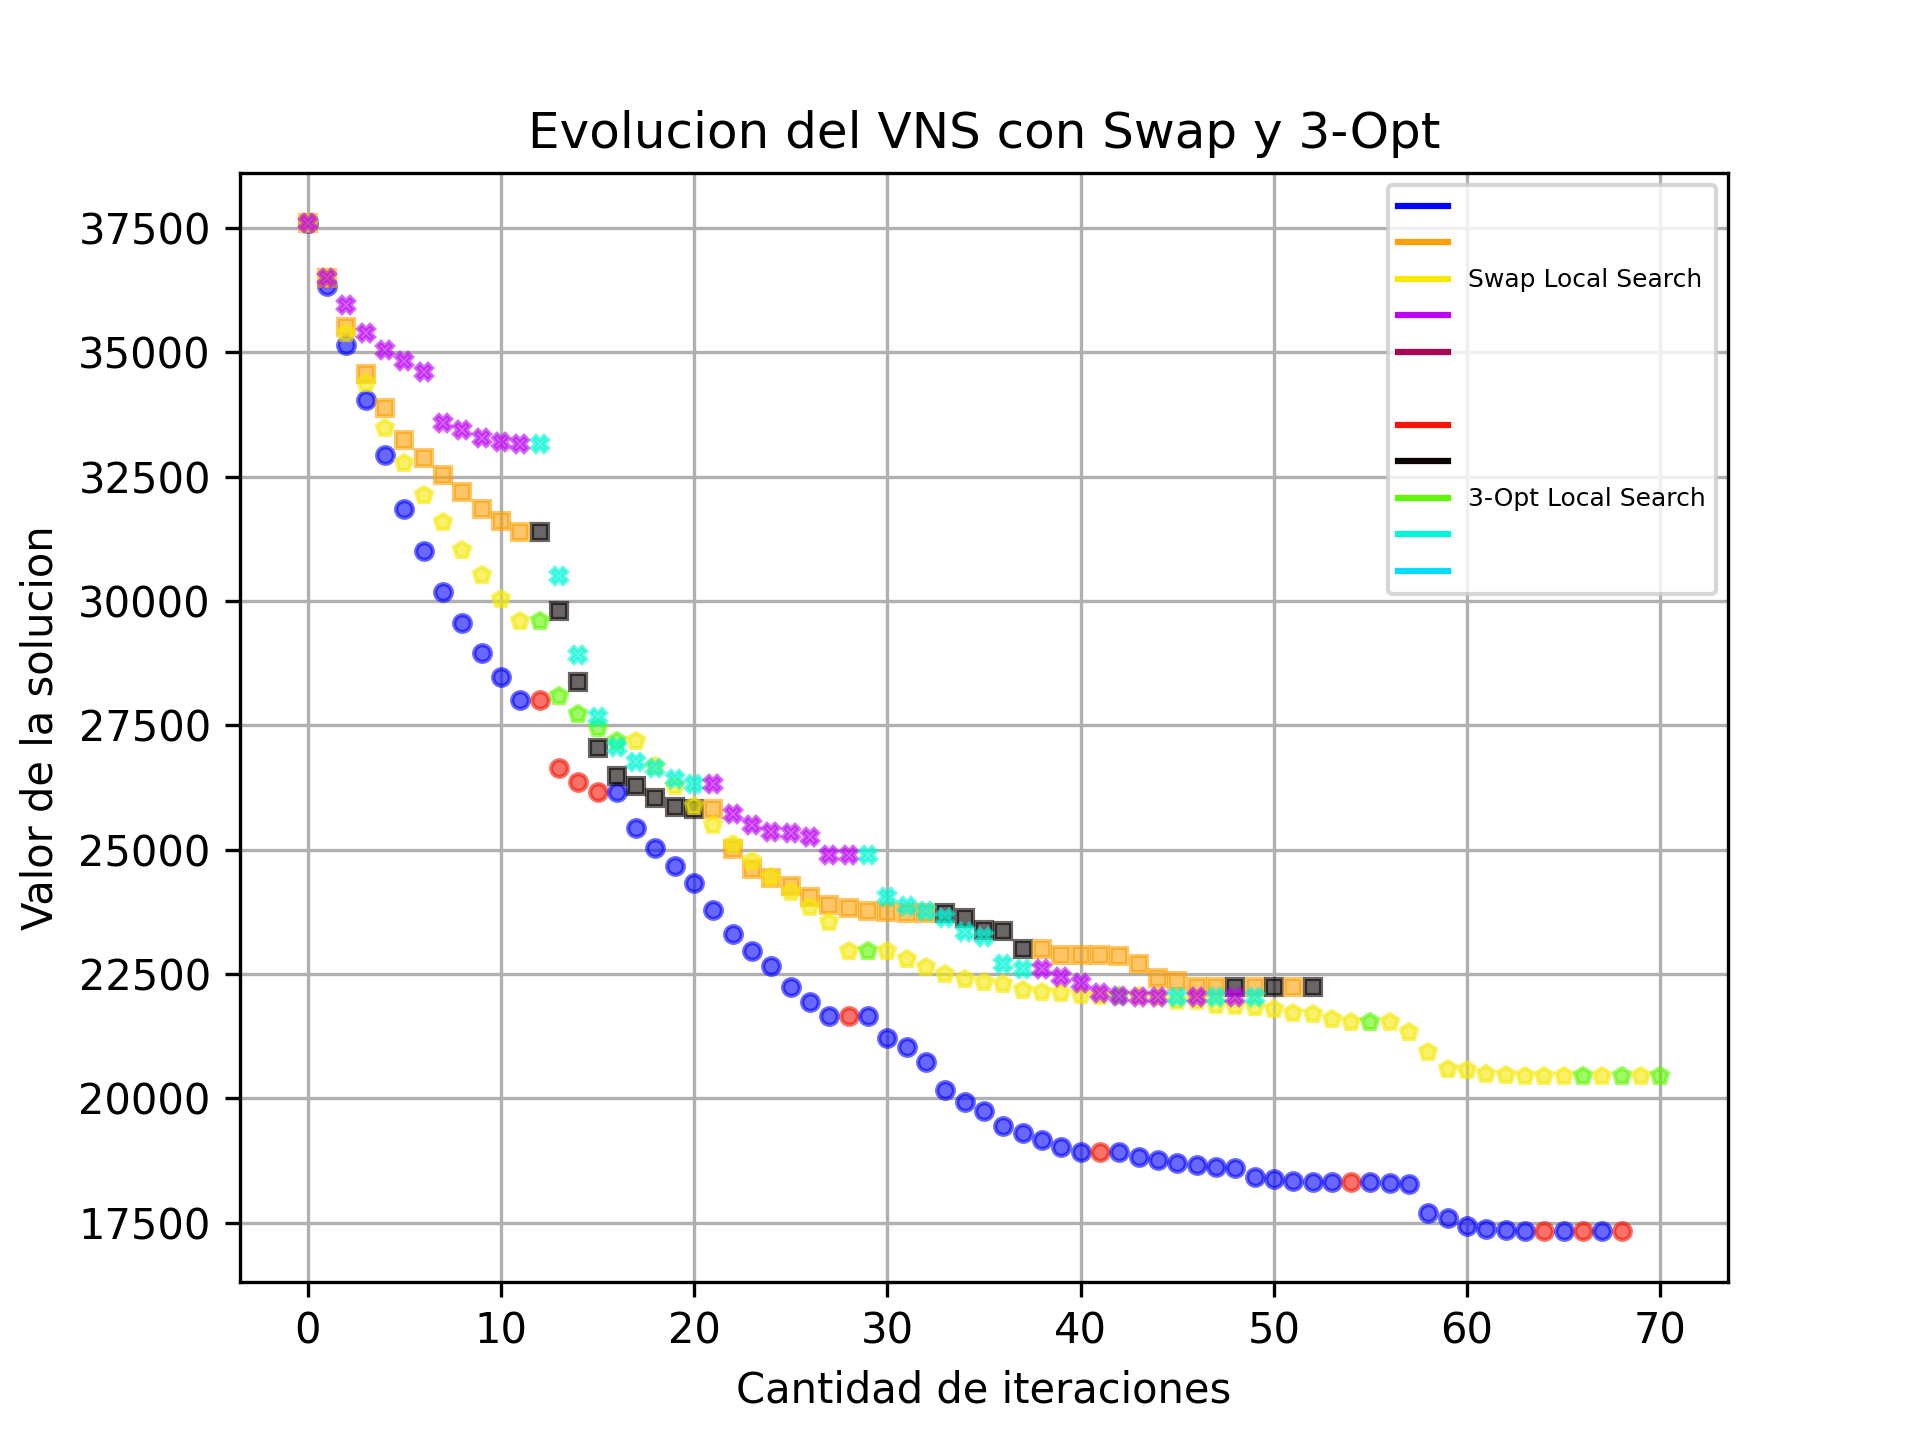 Evolucion del VNS con Swap y 3-Opt
Valor de la solucion
37500
35000
32500
30000
27500
25000
22500
20000
17500
Swap Local Search
3-Opt Local Search
0 10 20 30 40 50 60 70
Cantidad de iteraciones